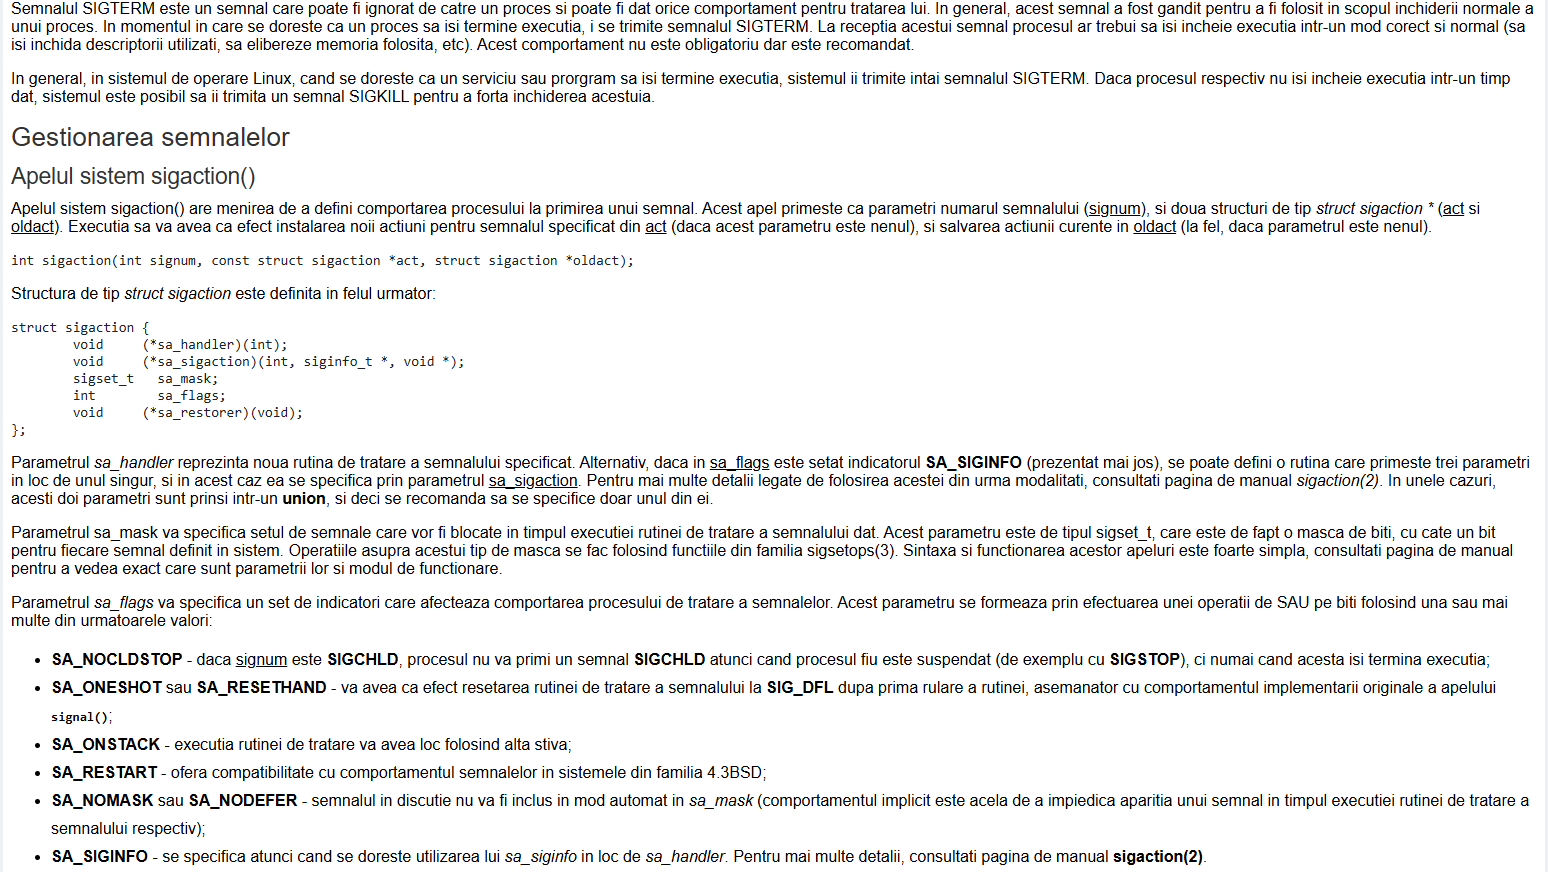 Semnalul SIGTERM este un semnal care poate fi ignorat de catre un proces si poate fi dat orice comportament pentru tratarea lui. In general, acest semnal a fost gandit pentru a fi folosit in scopul inchiderii normale a
unui proces. In momentul in care se doreste ca un proces sa isi termine executia, i se trimite semnalul SIGTERM. La receptia acestui semnal procesul ar trebui sa isi incheie executia intr-un mod corect si normal (sa
isi inchida descriptorii utilizati, sa elibereze memoria folosita, etc). Acest comportament nu este obligatoriu dar este recomandat.
In general, in sistemul de operare Linux, cand se doreste ca un serviciu sau prorgram sa isi termine executia, sistemul ii trimite intai semnalul SIGTERM. Daca procesul respectiv nu isi incheie executia intr-un timp
dat, sistemul este posibil sa ii trimita un semnal SIGKILL pentru a forta inchiderea acestuia.
Gestionarea semnalelor
Apelul sistem sigaction()
Apelul sistem sigaction() are menirea de a defini comportarea procesului la primirea unui semnal. Acest apel primeste ca parametri numarul semnalului (signum), si doua structuri de tip struct sigaction * (act si
oldact). Executia sa va avea ca efect instalarea noii actiuni pentru semnalul specificat din act (daca acest parametru este nenul), si salvarea actiunii curente in oldact (la fel, daca parametrul este nenul).
int sigaction(int signum, const struct sigaction *act, struct sigaction *oldact);
Structura de tip struct sigaction este definita in felul urmator:
struct sigaction {
        void     (*sa_handler)(int);
        void     (*sa_sigaction)(int, siginfo_t *, void *);
        sigset_t   sa_mask;
        int        sa_flags;
        void     (*sa_restorer)(void);
};
Parametrul sa_handler reprezinta noua rutina de tratare a semnalului specificat. Alternativ, daca in sa_flags este setat indicatorul SA_SIGINFO (prezentat mai jos), se poate defini o rutina care primeste trei parametri
in loc de unul singur, si in acest caz ea se specifica prin parametrul sa_sigaction. Pentru mai multe detalii legate de folosirea acestei din urma modalitati, consultati pagina de manual sigaction(2). In unele cazuri,
acesti doi parametri sunt prinsi intr-un union, si deci se recomanda sa se specifice doar unul din ei.
Parametrul sa_mask va specifica setul de semnale care vor fi blocate in timpul executiei rutinei de tratare a semnalului dat. Acest parametru este de tipul sigset_t, care este de fapt o masca de biti, cu cate un bit
pentru fiecare semnal definit in sistem. Operatiile asupra acestui tip de masca se fac folosind functiile din familia sigsetops(3). Sintaxa si functionarea acestor apeluri este foarte simpla, consultati pagina de manual
pentru a vedea exact care sunt parametrii lor si modul de functionare.
Parametrul sa_flags va specifica un set de indicatori care afecteaza comportarea procesului de tratare a semnalelor. Acest parametru se formeaza prin efectuarea unei operatii de SAU pe biti folosind una sau mai
multe din urmatoarele valori:
• SA_NOCLDSTOP - daca signum este SIGCHLD, procesul nu va primi un semnal SIGCHLD atunci cand procesul fiu este suspendat (de exemplu cu SIGSTOP), ci numai cand acesta isi termina executia;
• SA_ONESHOT sau SA_RESETHAND - va avea ca efect resetarea rutinei de tratare a semnalului la SIG_DFL dupa prima rulare a rutinei, asemanator cu comportamentul implementarii originale a apelului
signal();
• SA_ONSTACK - executia rutinei de tratare va avea loc folosind alta stiva;
• SA_RESTART - ofera compatibilitate cu comportamentul semnalelor in sistemele din familia 4.3BSD;
• SA_NOMASK sau SA_NODEFER - semnalul in discutie nu va fi inclus in mod automat in sa_mask (comportamentul implicit este acela de a impiedica aparitia unui semnal in timpul executiei rutinei de tratare a
semnalului respectiv);
• SA_SIGINFO - se specifica atunci cand se doreste utilizarea lui sa_siginfo in loc de sa_handler. Pentru mai multe detalii, consultati pagina de manual sigaction(2).